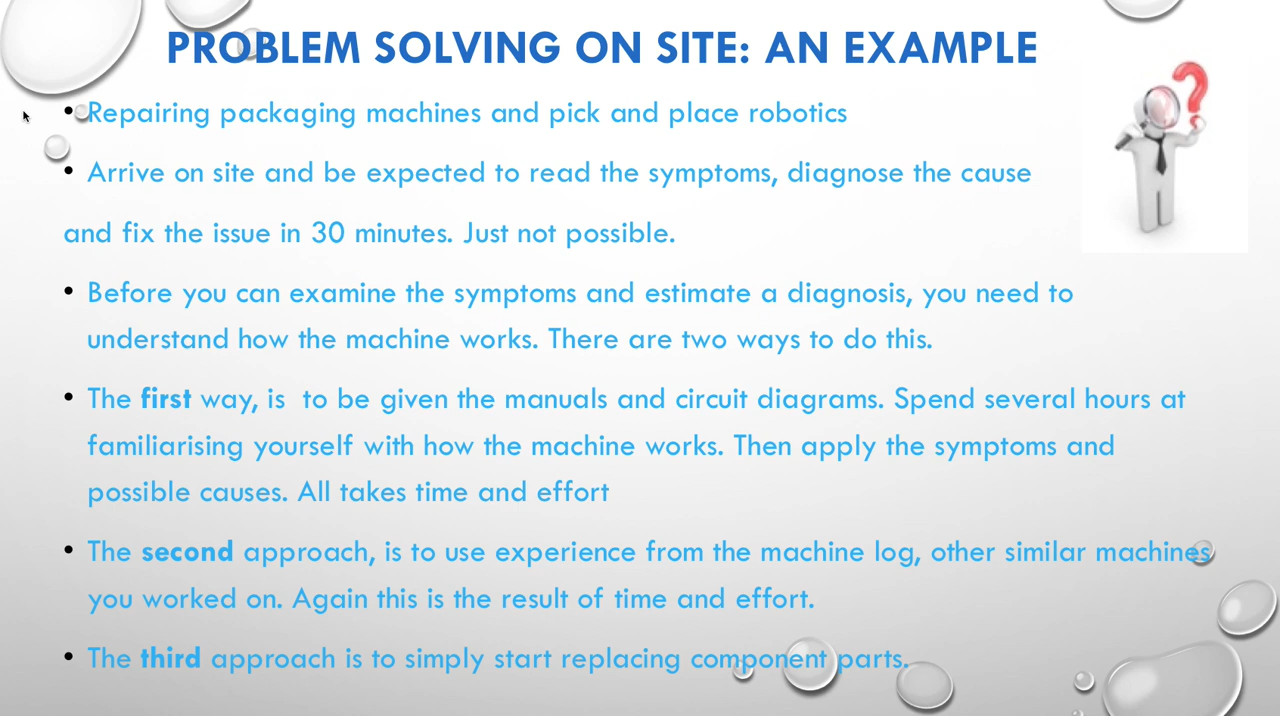 PROBLEM SOLVING ON SITE: AN EXAMPLE
• Repairing packaging machines and pick and place robotics
• Arrive on site and be expected to read the symptoms, diagnose the cause
and fix the issue in 30 minutes. Just not possible.
• Before you can examine the symptoms and estimate a diagnosis, you need to
understand how the machine works. There are two ways to do this.
• The first way, is  to be given the manuals and circuit diagrams. Spend several hours at
familiarising yourself with how the machine works. Then apply the symptoms and
possible causes. All takes time and effort
• The second approach, is to use experience from the machine log, other similar machines
you worked on. Again this is the result of time and effort.
• The third approach is to simply start replacing component parts.